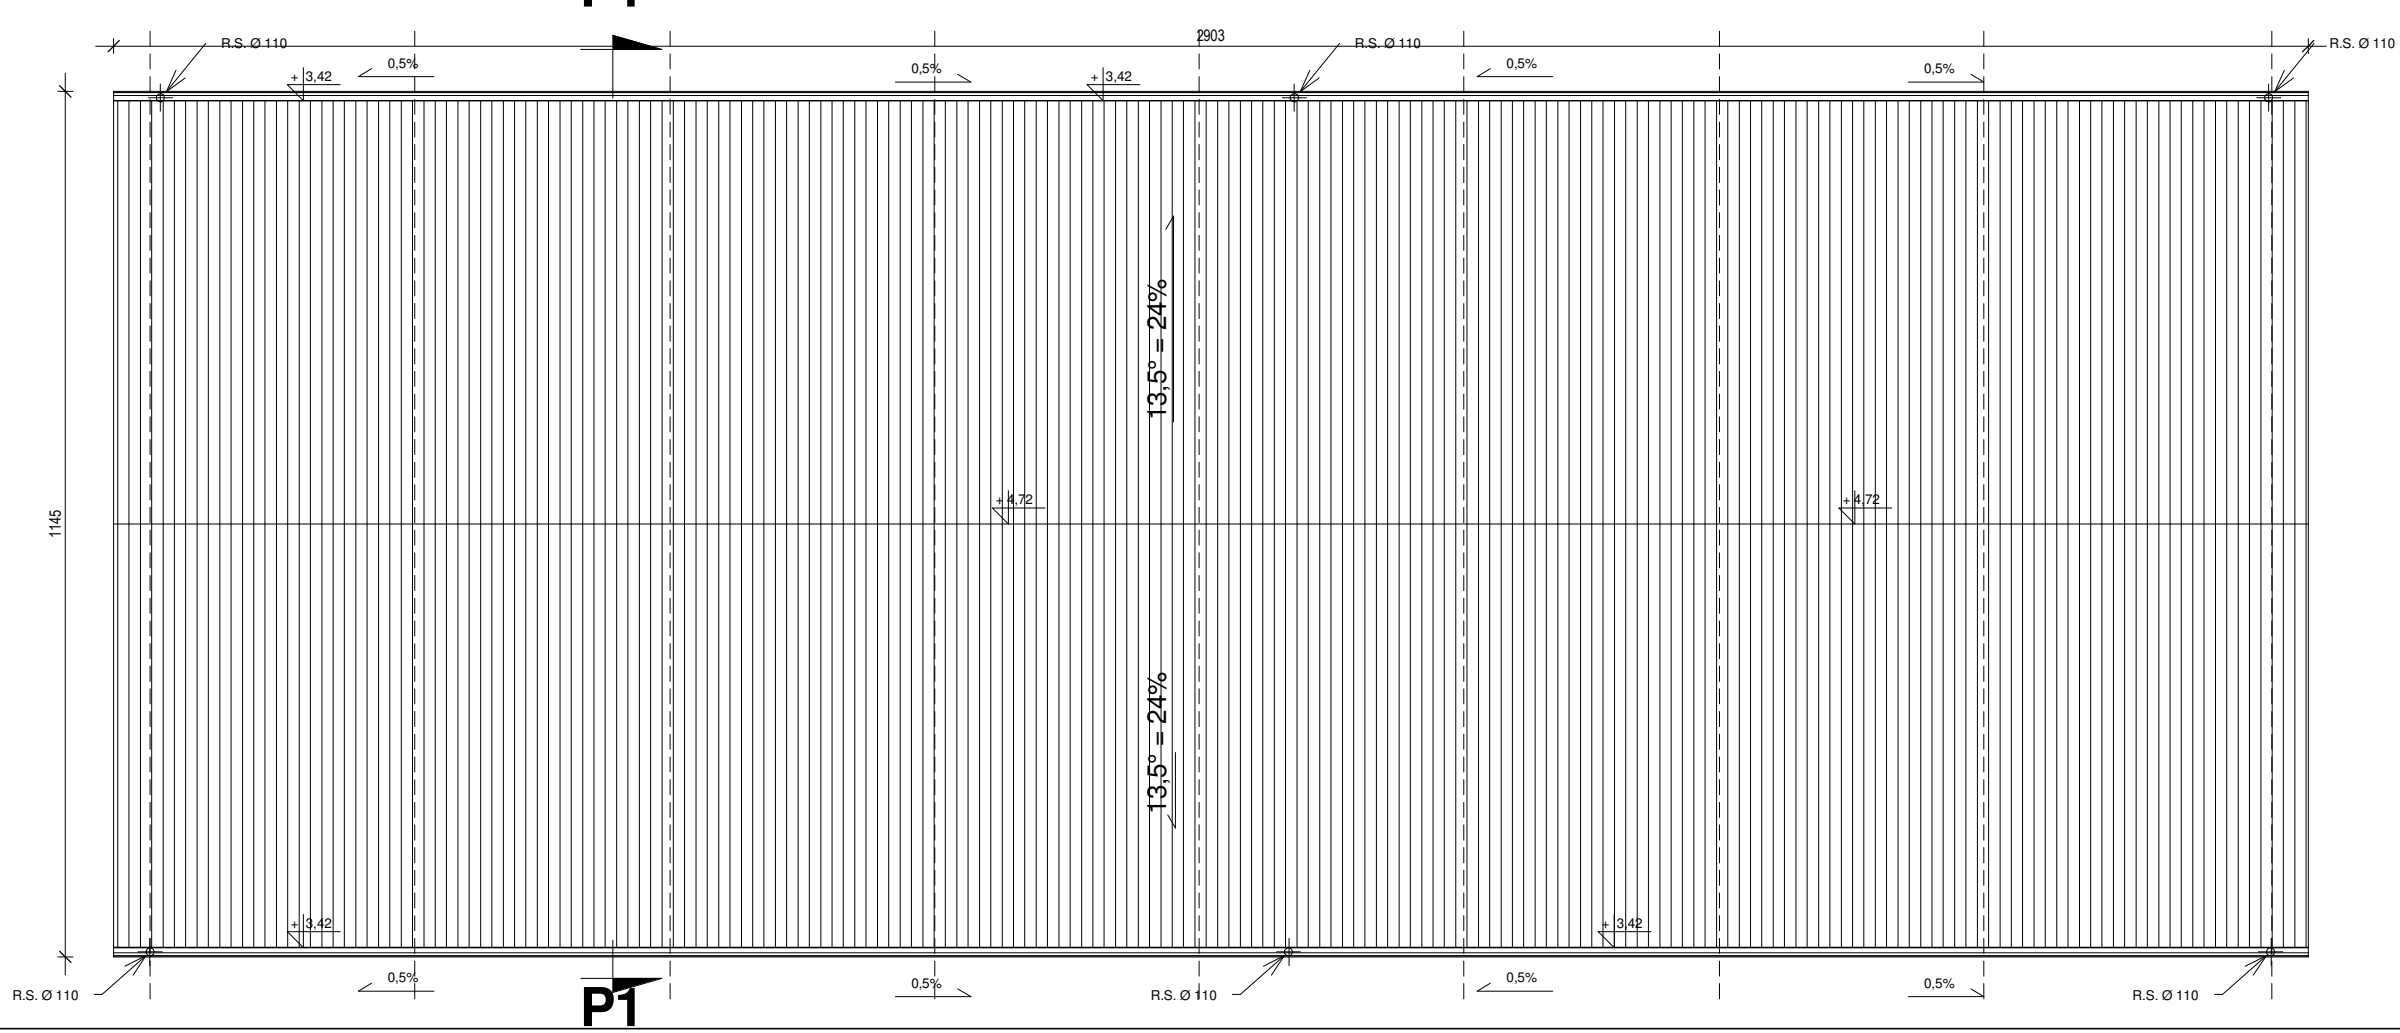 2903
R.S. Ø 110
R.S. Ø 110
R.S. Ø 110
0,5%
0,5%
0,5%
0,5%
+ 3,42
+ 3,42
13,5° = 24%
+ 4,72
+ 4,72
1145
13,5° = 24%
+ 3,42
+ 3,42
0,5%
0,5%
0,5%
0,5%
R.S. Ø 110
R.S. Ø 110
R.S. Ø 110
P1